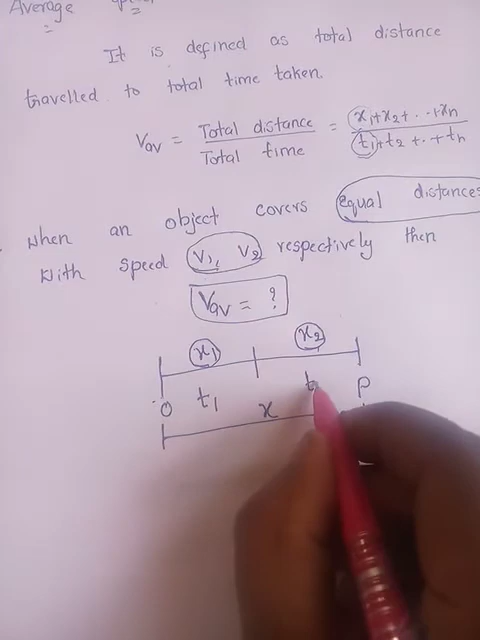 Average
It is defined as total distance
travelled to total time taken.
Vav = Total distance / Total time = x1+x2+...+xn / t1+t2+..+tn
When an object covers equal distances
with speed V1, V2 respectively then
Vav = ?
x1 x2
O t1 x t P